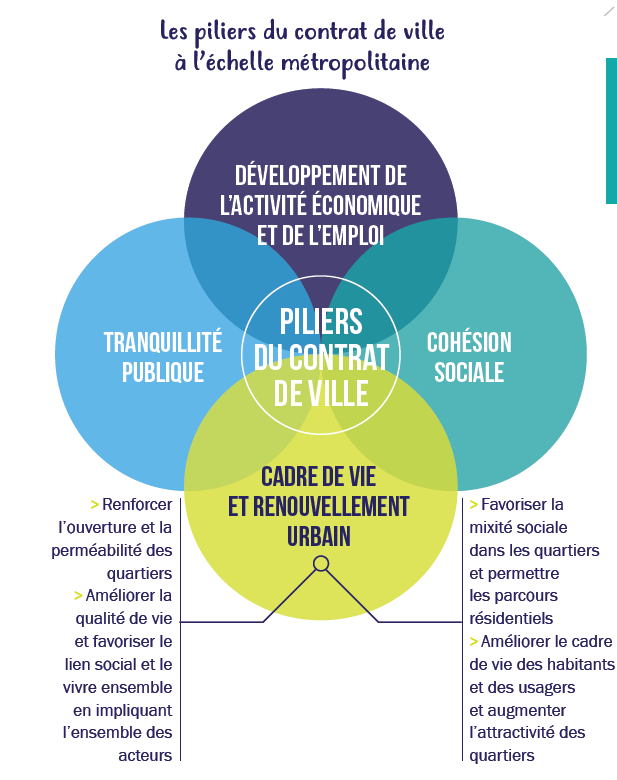 Les piliers du contrat de ville
à l'échelle métropolitaine
DÉVELOPPEMENT DE
L'ACTIVITÉ ÉCONOMIQUE
ET DE L'EMPLOI
TRANQUILLITÉ
PUBLIQUE
PILIERS
DU CONTRAT
DE VILLE
COHÉSION
SOCIALE
CADRE DE VIE
ET RENOUVELLEMENT
URBAIN
> Renforcer
l'ouverture et la
perméabilité des
quartiers
> Améliorer la
qualité de vie
et favoriser le
lien social et le
vivre ensemble
en impliquant
l'ensemble des
acteurs
> Favoriser la
mixité sociale
dans les quartiers
et permettre
les parcours
résidentiels
> Améliorer le cadre
de vie des habitants
et des usagers
et augmenter
l'attractivité des
quartiers